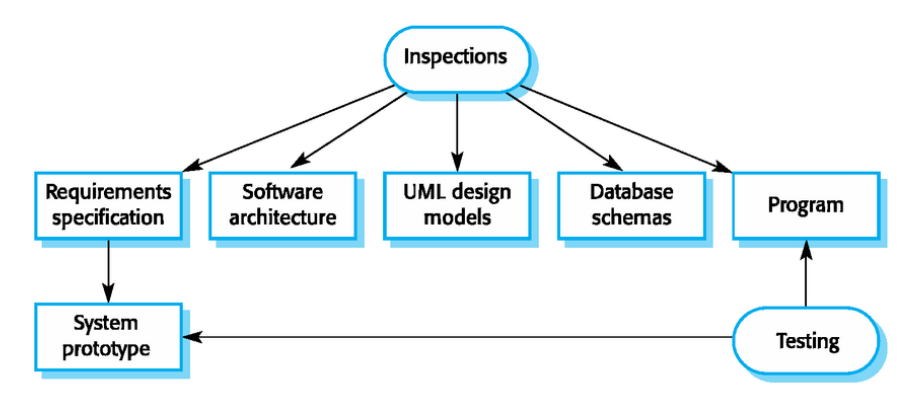 Inspections
Requirements
specification
Software
architecture
UML design
models
Database
schemas
Program
System
prototype
Testing